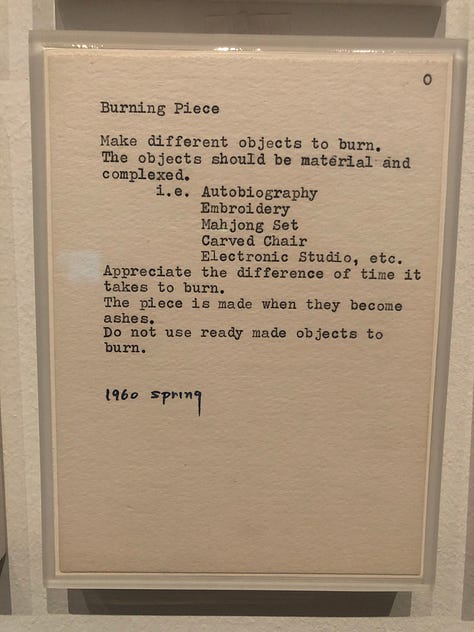 O
Burning Piece
Make different objects to burn.
The objects should be material and
complexed.
i.e. Autobiography
Embroidery
Mahjong Set
Carved Chair
Electronic Studio, etc.
Appreciate the difference of time it
takes to burn.
The piece is made when they become
ashes.
Do not use ready made objects to
burn.
1960 spring